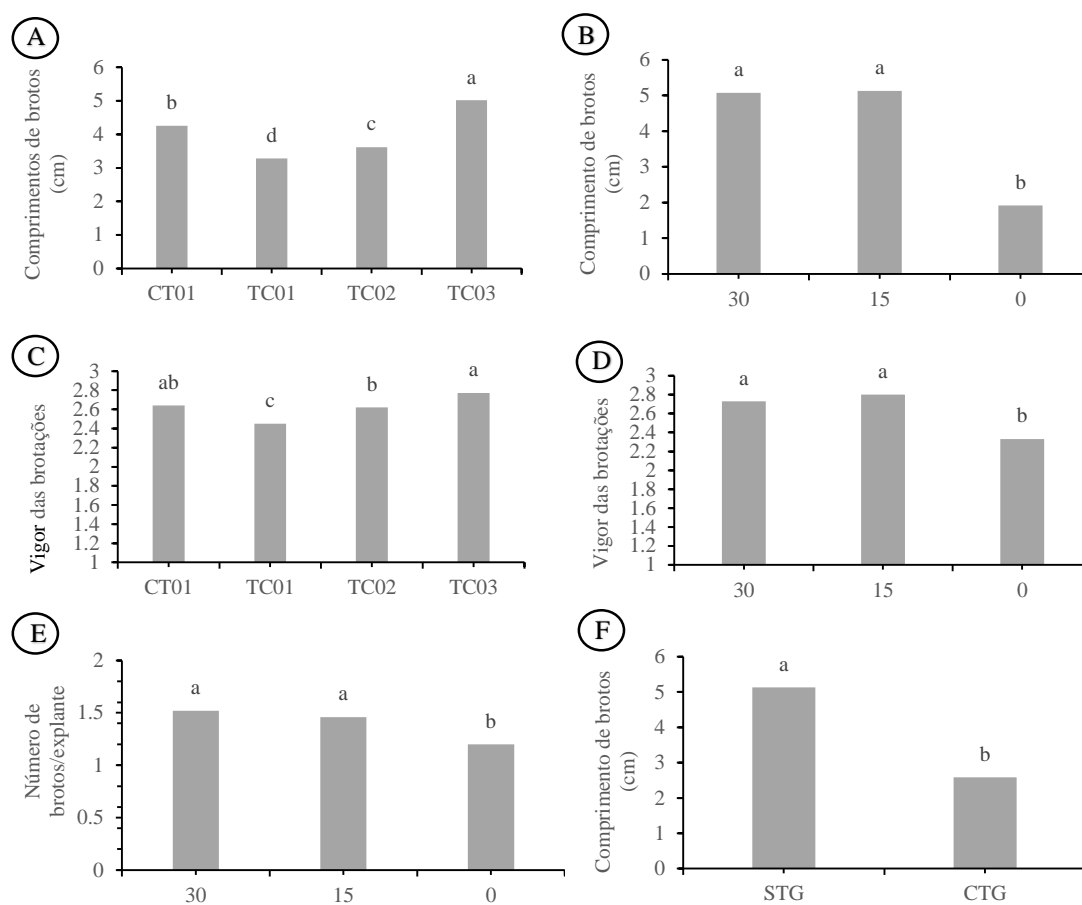 A
Comprimentos de brotos
(cm)
6
5
4
3
2
1
0
b
d
c
a
CT01 TC01 TC02 TC03
B
Comprimento de brotos
(cm)
6
5
4
3
2
1
0
a
a
b
30 15 0
C
Vigor das brotações
3
2.8
2.6
2.4
2.2
2
1.8
1.6
1.4
1.2
1
ab
c
b
a
CT01 TC01 TC02 TC03
D
Vigor das brotações
3
2.8
2.6
2.4
2.2
2
1.8
1.6
1.4
1.2
1
a
a
b
30 15 0
E
Número de
brotos/explante
2
1.5
1
0.5
0
a
a
b
30 15 0
F
Comprimento de brotos
(cm)
6
5
4
3
2
1
0
a
b
STG CTG